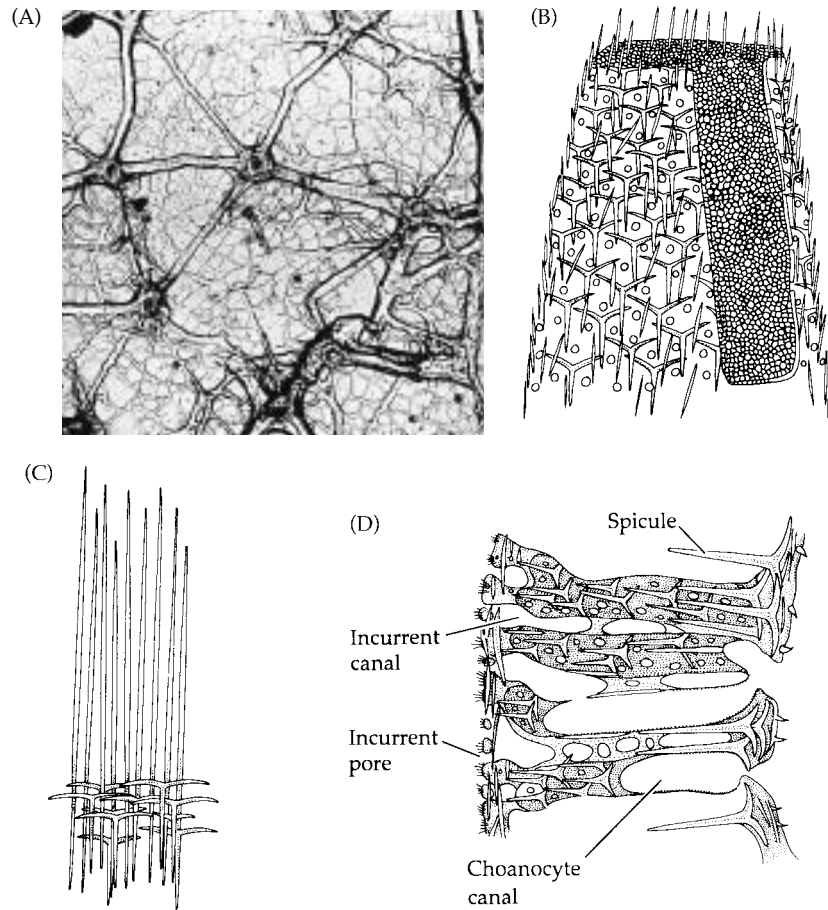 (A)
(B)
(C)
(D)
Spicule
Incurrent
canal
Incurrent
pore
Choanocyte
canal